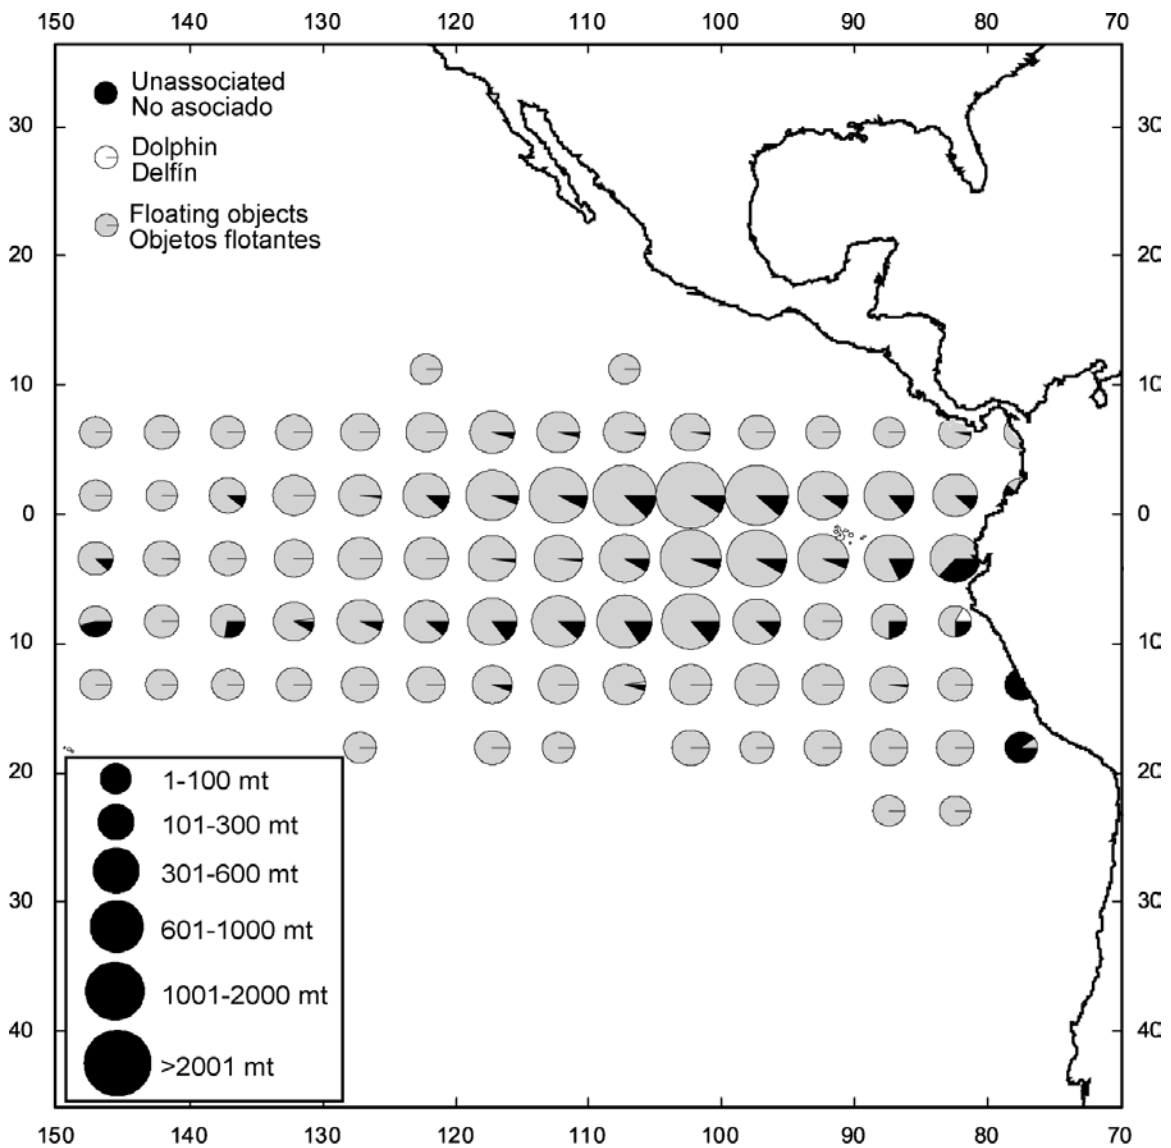 150 140 130 120 110 100 90 80 70
Unassociated
No asociado
Dolphin
Delfín
Floating objects
Objetos flotantes
30
20
10
0
10
20
30
40
30
20
10
0
10
20
30
40
1-100 mt
101-300 mt
301-600 mt
601-1000 mt
1001-2000 mt
>2001 mt
150 140 130 120 110 100 90 80 70